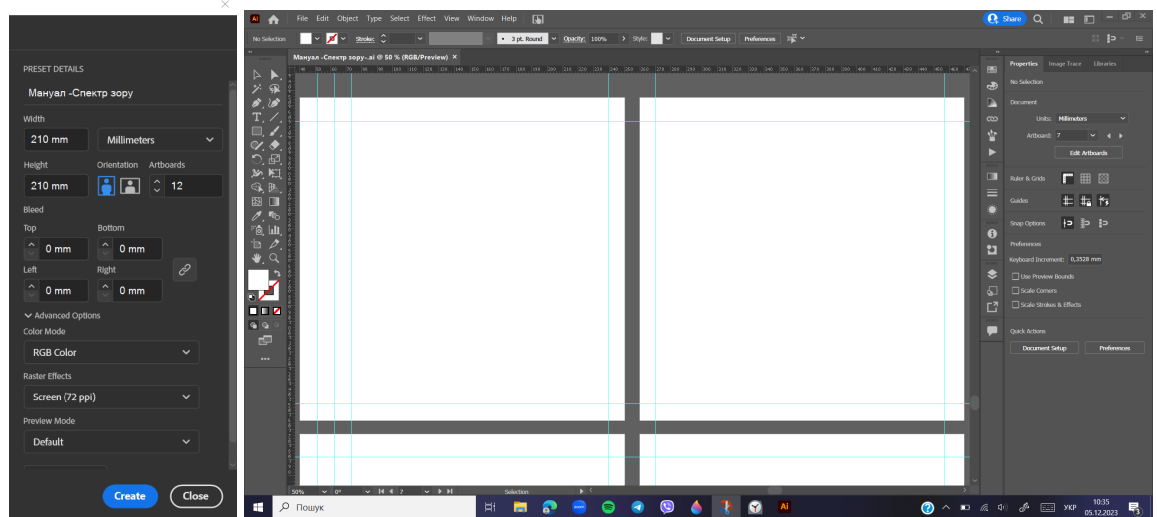 PRESET DETAILS
Мануал -Спектр зору
Width
210 mm
Millimeters
Height
Orientation
Artboards
210 mm
12
Bleed
Top
Bottom
0 mm
0 mm
Left
Right
0 mm
0 mm
Advanced Options
Color Mode
RGB Color
Raster Effects
Screen (72 ppi)
Preview Mode
Default
Create
Close
Ai
File Edit Object Type Select Effect View Window Help
Share
No Selection
Stroke:
3 pt. Round
Opacity: 100%
Style:
Document Setup
Preferences
Мануал -Спектр зору-.ai @ 50 % (RGB/Preview) ×
Properties
Image Trace
Libraries
No Selection
Document
Units: Millimeters
Artboard: 7
Edit Artboards
Ruler & Grids
Guides
Snap Options
Preferences
Keyboard Increment: 0,3528 mm
Use Preview Bounds
Scale Corners
Scale Strokes & Effects
Quick Actions
Document Setup
Preferences
50%
0°
7
Selection
Пошук
Ai
УКР
10:35
05.12.2023